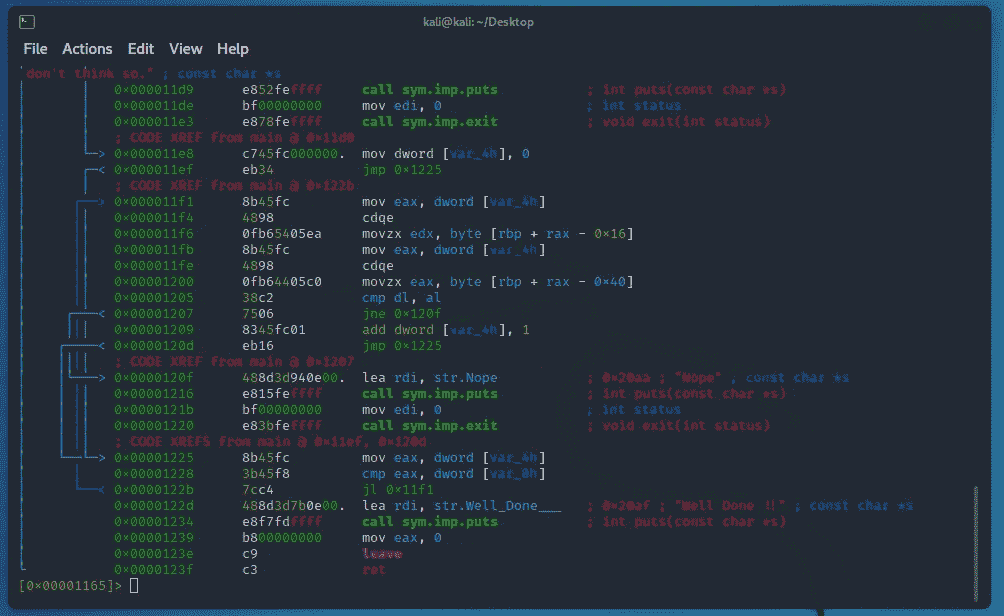 kali@kali: ~/Desktop
File Actions Edit View Help
"don't think so." ; const char *s
0×000011d9 e852feffff call sym.imp.puts ; int puts(const char *s)
0×000011de bf00000000 mov edi, 0 ; int status
0×000011e3 e878feffff call sym.imp.exit ; void exit(int status)
; CODE XREF from main @ 0×11d0
0×000011e8 c745fc000000. mov dword [var_4h], 0
0×000011ef eb34 jmp 0×1225
; CODE XREF from main @ 0×122b
0×000011f1 8b45fc mov eax, dword [var_4h]
0×000011f4 4898 cdqe
0×000011f6 0fb65405ea movzx edx, byte [rbp + rax - 0×16]
0×000011fb 8b45fc mov eax, dword [var_4h]
0×000011fe 4898 cdqe
0×00001200 0fb64405c0 movzx eax, byte [rbp + rax - 0×40]
0×00001205 38c2 cmp dl, al
0×00001207 7506 jne 0×120f
0×00001209 8345fc01 add dword [var_4h], 1
0×0000120d eb16 jmp 0×1225
; CODE XREF from main @ 0×1207
0×0000120f 488d3d940e00. lea rdi, str.Nope ; 0×20aa ; "Nope" ; const char *s
0×00001216 e815feffff call sym.imp.puts ; int puts(const char *s)
0×0000121b bf00000000 mov edi, 0 ; int status
0×00001220 e83bfeffff call sym.imp.exit ; void exit(int status)
; CODE XREFS from main @ 0×11ef, 0×120d
0×00001225 8b45fc mov eax, dword [var_4h]
0×00001228 3b45f8 cmp eax, dword [var_8h]
0×0000122b 7cc4 jl 0×11f1
0×0000122d 488d3d7b0e00. lea rdi, str.Well_Done___ ; 0×20af ; "Well Done !!" ; const char *s
0×00001234 e8f7fdffff call sym.imp.puts ; int puts(const char *s)
0×00001239 b800000000 mov eax, 0
0×0000123e c9 leave
0×0000123f c3 ret
[0×00001165]>